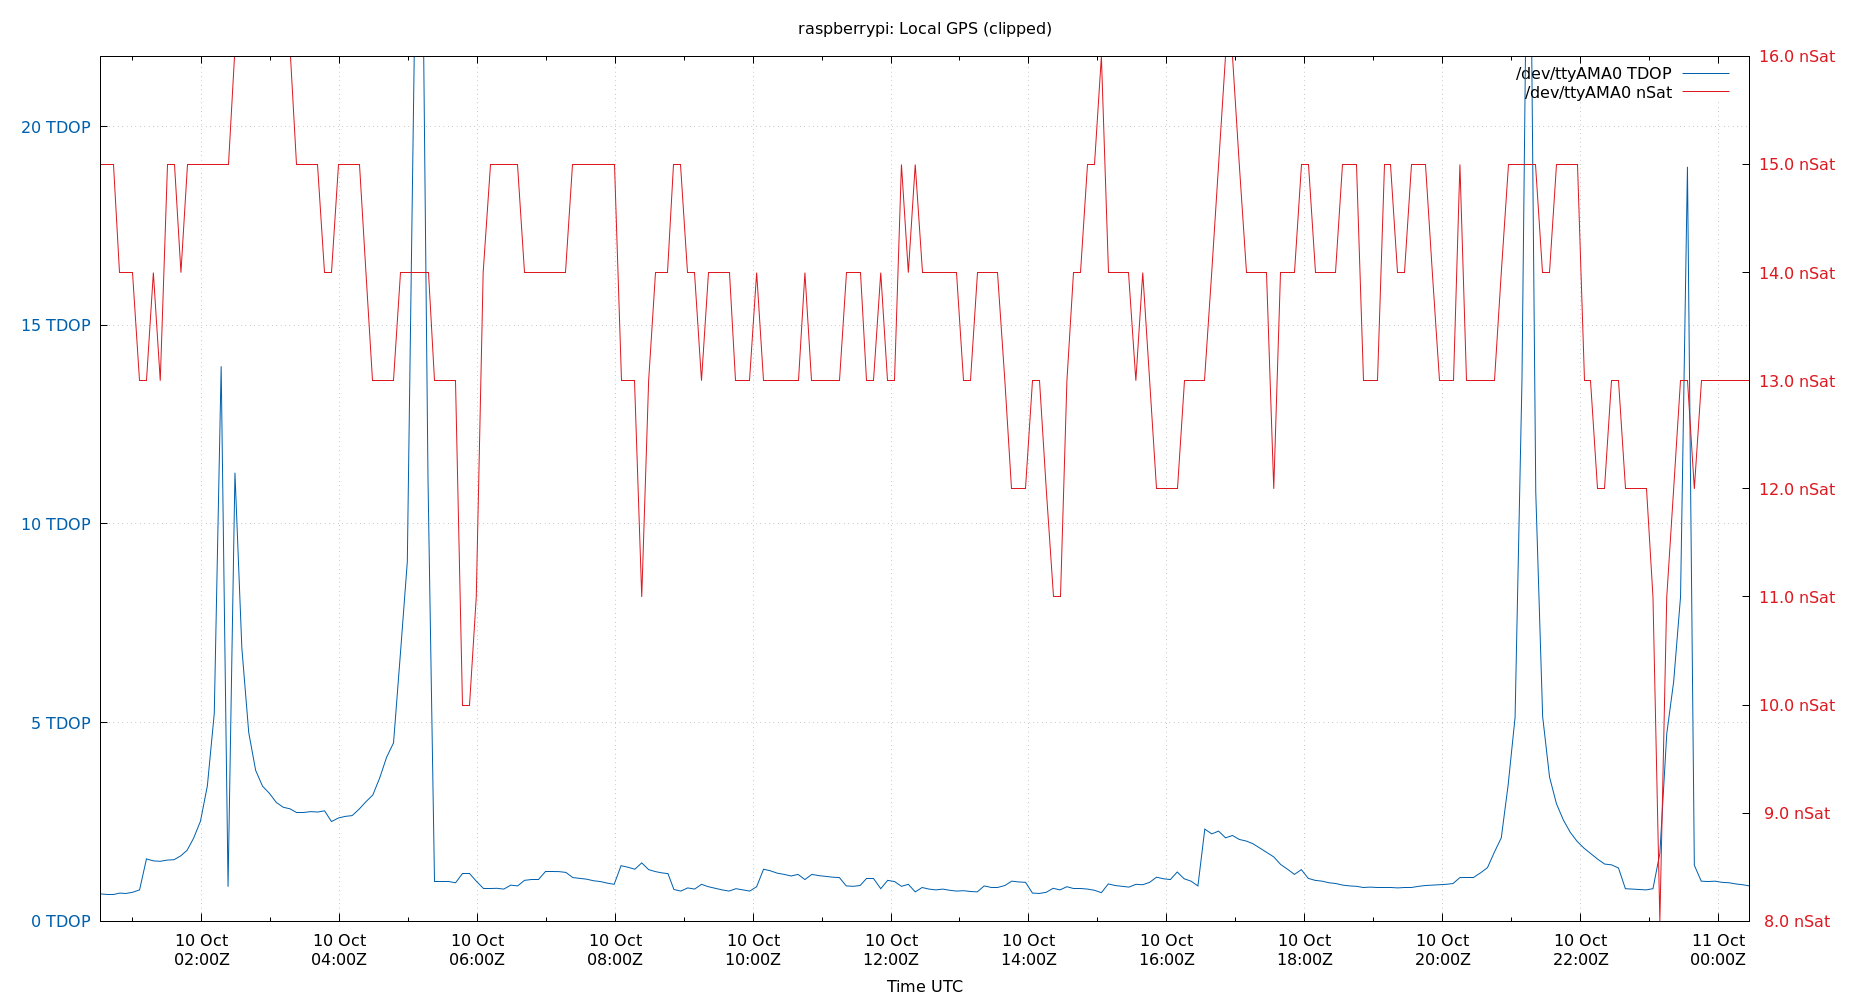 raspberrypi: Local GPS (clipped)
/dev/ttyAMA0 TDOP
/dev/ttyAMA0 nSat
20 TDOP
15 TDOP
10 TDOP
5 TDOP
0 TDOP
16.0 nSat
15.0 nSat
14.0 nSat
13.0 nSat
12.0 nSat
11.0 nSat
10.0 nSat
9.0 nSat
8.0 nSat
10 Oct
02:00Z
10 Oct
04:00Z
10 Oct
06:00Z
10 Oct
08:00Z
10 Oct
10:00Z
10 Oct
12:00Z
10 Oct
14:00Z
10 Oct
16:00Z
10 Oct
18:00Z
10 Oct
20:00Z
10 Oct
22:00Z
11 Oct
00:00Z
Time UTC